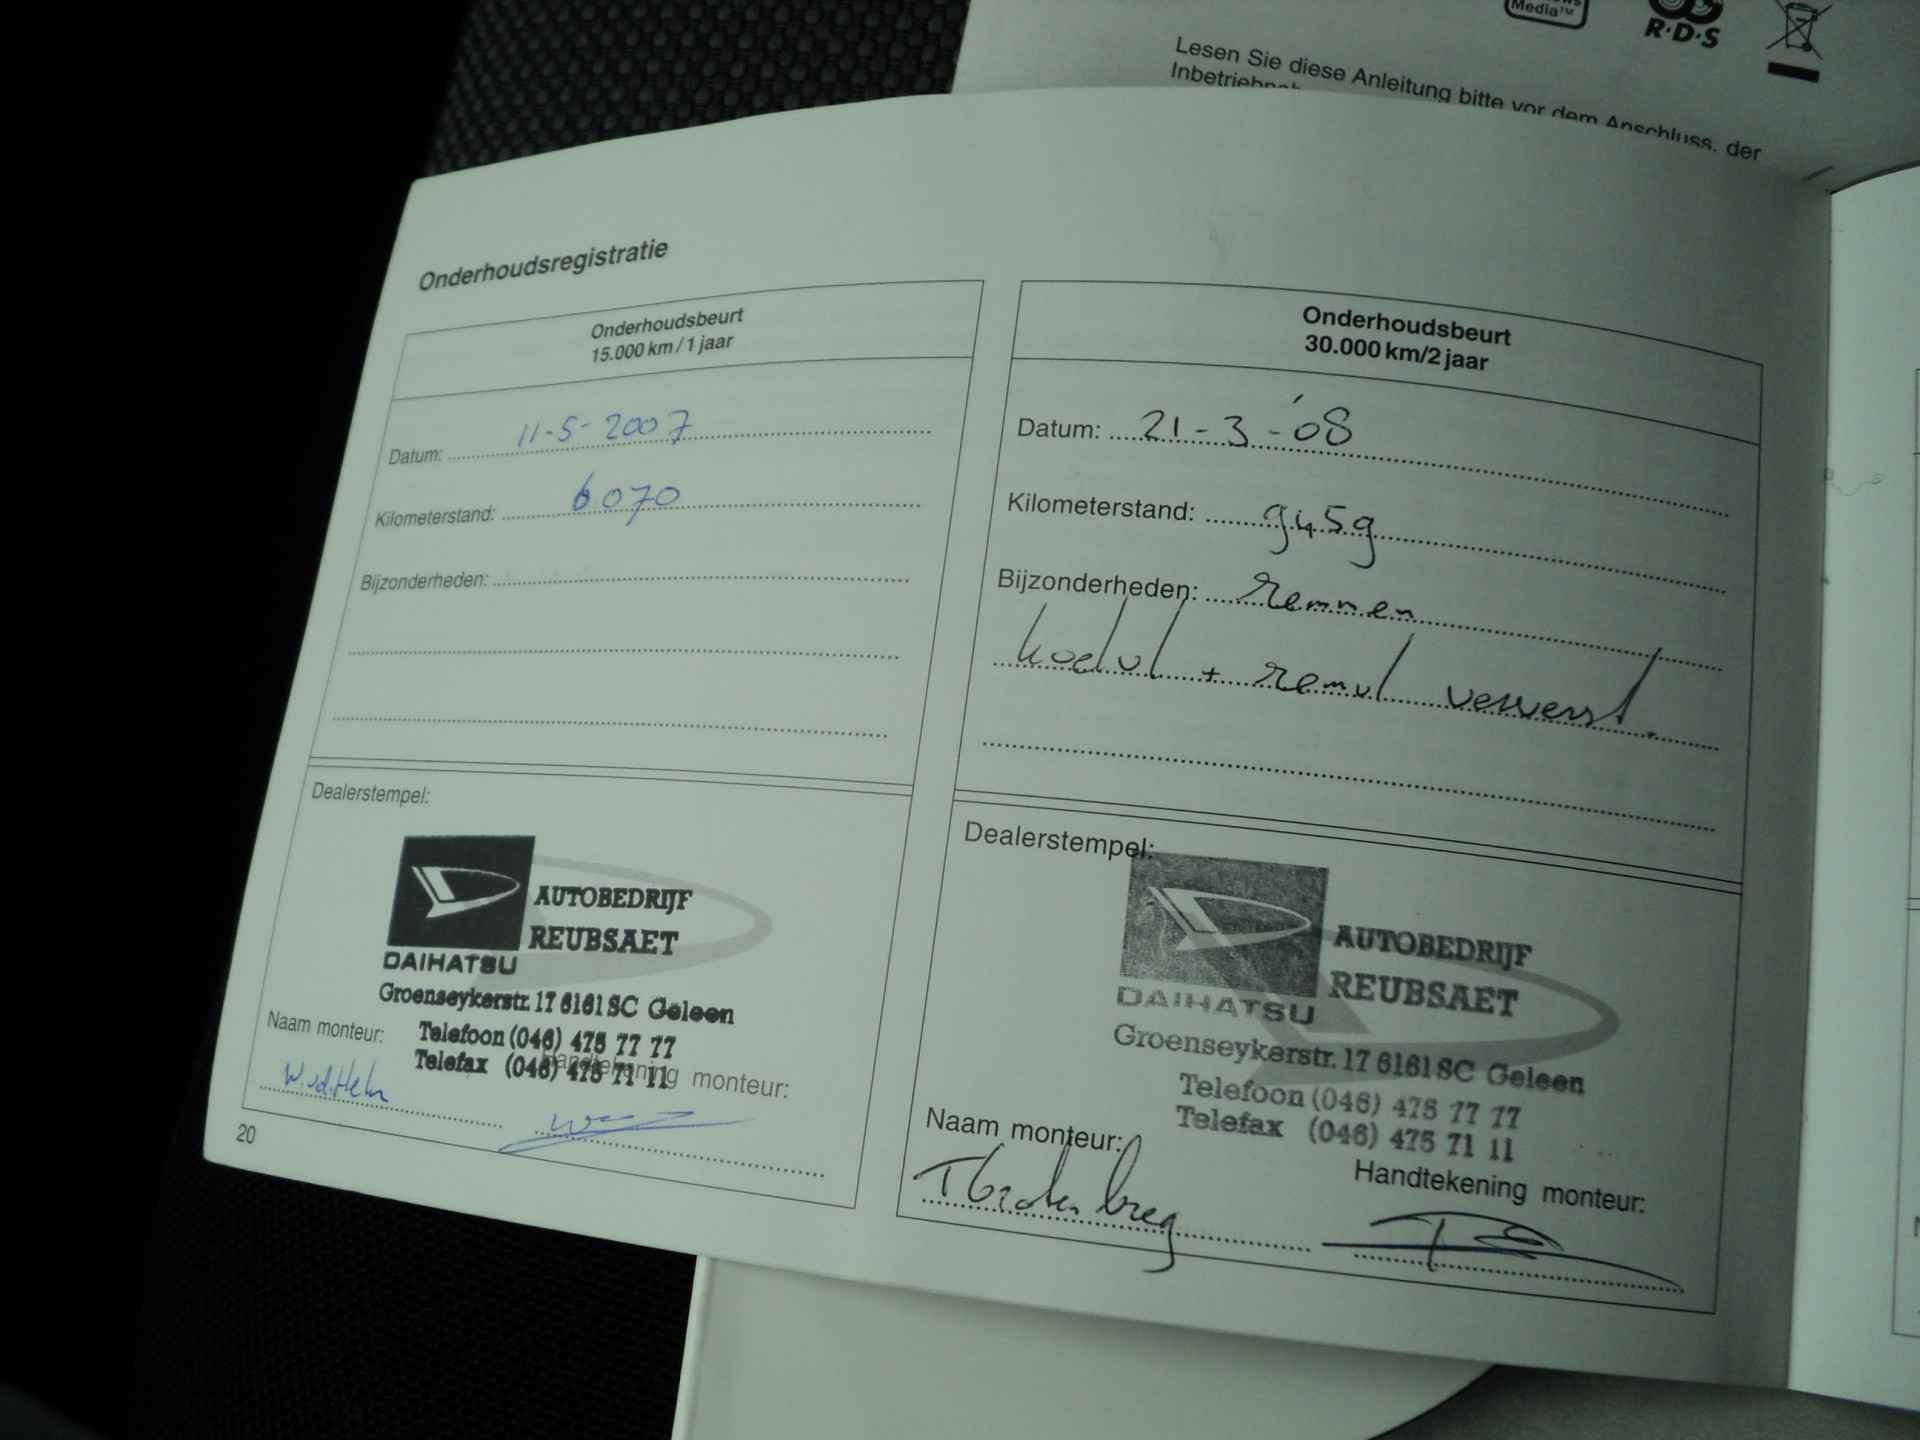 Media™
R·D·S
Lesen Sie diese Anleitung bitte vor dem Anschluss, der
Onderhoudsregistratie
Onderhoudsbeurt
15.000 km / 1 jaar
Datum: 11-5-2007
Kilometerstand: 6070
Bijzonderheden:
Dealerstempel:
AUTOBEDRIJF
REUBSAET
DAIHATSU
Groenseykerstr. 17 6161 SC Geleen
Telefoon (046) 475 77 77
Telefax (046) 475 71 11
Naam monteur:
Handtekening monteur:
20
Onderhoudsbeurt
30.000 km/2 jaar
Datum: 21-3-'08
Kilometerstand: 9459
Bijzonderheden: Remmen
koelvl + remvl ververst.
Dealerstempel:
AUTOBEDRIJF
REUBSAET
DAIHATSU
Groenseykerstr. 17 6161 SC Geleen
Telefoon (046) 475 77 77
Telefax (046) 475 71 11
Naam monteur:
Handtekening monteur: